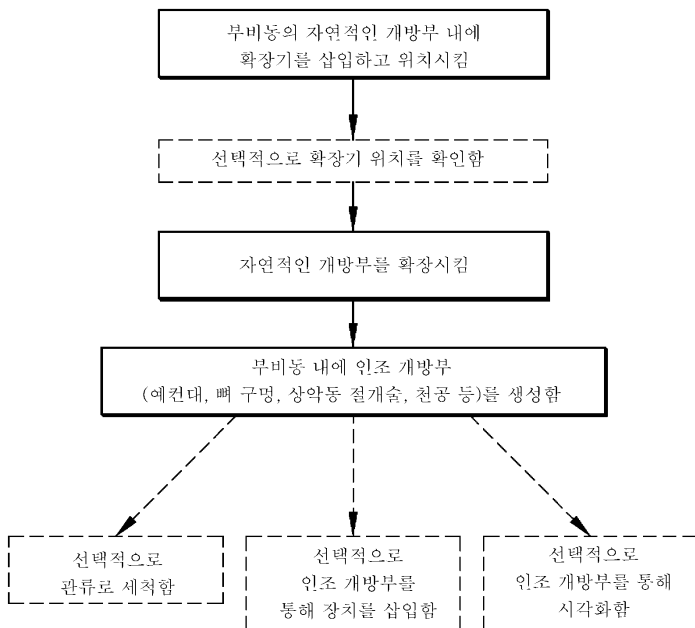 부비동의 자연적인 개방부 내에
확장기를 삽입하고 위치시킴
선택적으로 확장기 위치를 확인함
자연적인 개방부를 확장시킴
부비동 내에 인조 개방부
(예컨대, 뼈 구멍, 상악동 절개술, 천공 등)를 생성함
선택적으로
관류로 세척함
선택적으로
인조 개방부를
통해 장치를 삽입함
선택적으로
인조 개방부를 통해
시각화함